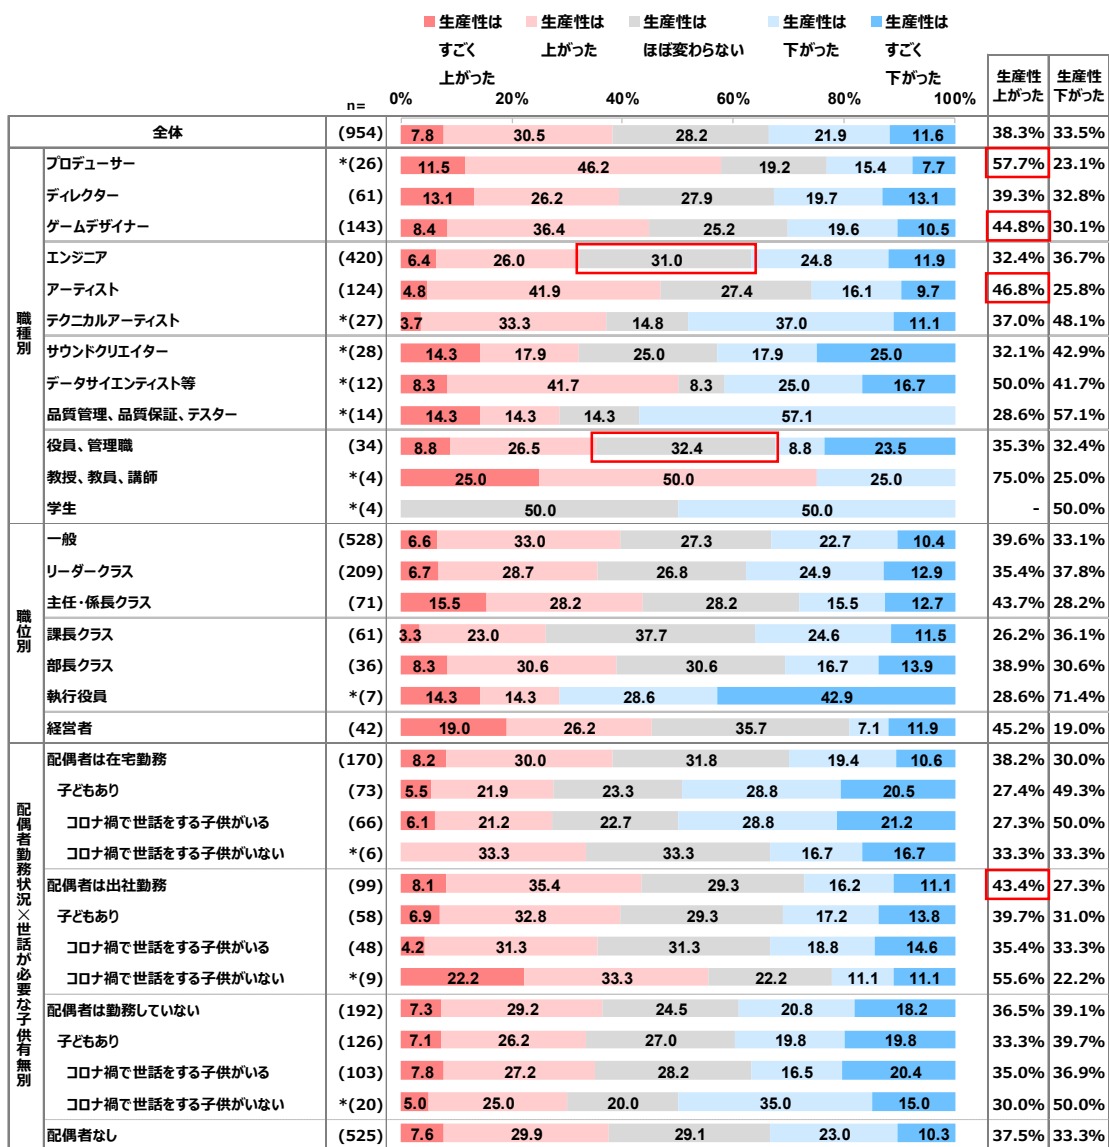 生産性は すごく 上がった
生産性は 上がった
生産性は ほぼ変わらない
生産性は 下がった
生産性は すごく 下がった
n= 0% 20% 40% 60% 80% 100% 生産性 上がった 生産性 下がった
全体 (954) 7.8 30.5 28.2 21.9 11.6 38.3% 33.5%
職種別
プロデューサー *(26) 11.5 46.2 19.2 15.4 7.7 57.7% 23.1%
ディレクター (61) 13.1 26.2 27.9 19.7 13.1 39.3% 32.8%
ゲームデザイナー (143) 8.4 36.4 25.2 19.6 10.5 44.8% 30.1%
エンジニア (420) 6.4 26.0 31.0 24.8 11.9 32.4% 36.7%
アーティスト (124) 4.8 41.9 27.4 16.1 9.7 46.8% 25.8%
テクニカルアーティスト *(27) 3.7 33.3 14.8 37.0 11.1 37.0% 48.1%
サウンドクリエイター *(28) 14.3 17.9 25.0 17.9 25.0 32.1% 42.9%
データサイエンティスト等 *(12) 8.3 41.7 8.3 25.0 16.7 50.0% 41.7%
品質管理、品質保証、テスター *(14) 14.3 14.3 14.3 57.1 28.6% 57.1%
役員、管理職 (34) 8.8 26.5 32.4 8.8 23.5 35.3% 32.4%
教授、教員、講師 *(4) 25.0 50.0 25.0 75.0% 25.0%
学生 *(4) 50.0 50.0 - 50.0%
職位別
一般 (528) 6.6 33.0 27.3 22.7 10.4 39.6% 33.1%
リーダークラス (209) 6.7 28.7 26.8 24.9 12.9 35.4% 37.8%
主任・係長クラス (71) 15.5 28.2 28.2 15.5 12.7 43.7% 28.2%
課長クラス (61) 3.3 23.0 37.7 24.6 11.5 26.2% 36.1%
部長クラス (36) 8.3 30.6 30.6 16.7 13.9 38.9% 30.6%
執行役員 *(7) 14.3 14.3 28.6 42.9 28.6% 71.4%
経営者 (42) 19.0 26.2 35.7 7.1 11.9 45.2% 19.0%
配偶者勤務状況×世話が必要な子供有無別
配偶者は在宅勤務 (170) 8.2 30.0 31.8 19.4 10.6 38.2% 30.0%
子どもあり (73) 5.5 21.9 23.3 28.8 20.5 27.4% 49.3%
コロナ禍で世話をする子供がいる (66) 6.1 21.2 22.7 28.8 21.2 27.3% 50.0%
コロナ禍で世話をする子供がいない *(6) 33.3 33.3 16.7 16.7 33.3% 33.3%
配偶者は出社勤務 (99) 8.1 35.4 29.3 16.2 11.1 43.4% 27.3%
子どもあり (58) 6.9 32.8 29.3 17.2 13.8 39.7% 31.0%
コロナ禍で世話をする子供がいる (48) 4.2 31.3 31.3 18.8 14.6 35.4% 33.3%
コロナ禍で世話をする子供がいない *(9) 22.2 33.3 22.2 11.1 11.1 55.6% 22.2%
配偶者は勤務していない (192) 7.3 29.2 24.5 20.8 18.2 36.5% 39.1%
子どもあり (126) 7.1 26.2 27.0 19.8 19.8 33.3% 39.7%
コロナ禍で世話をする子供がいる (103) 7.8 27.2 28.2 16.5 20.4 35.0% 36.9%
コロナ禍で世話をする子供がいない *(20) 5.0 25.0 20.0 35.0 15.0 30.0% 50.0%
配偶者なし (525) 7.6 29.9 29.1 23.0 10.3 37.5% 33.3%